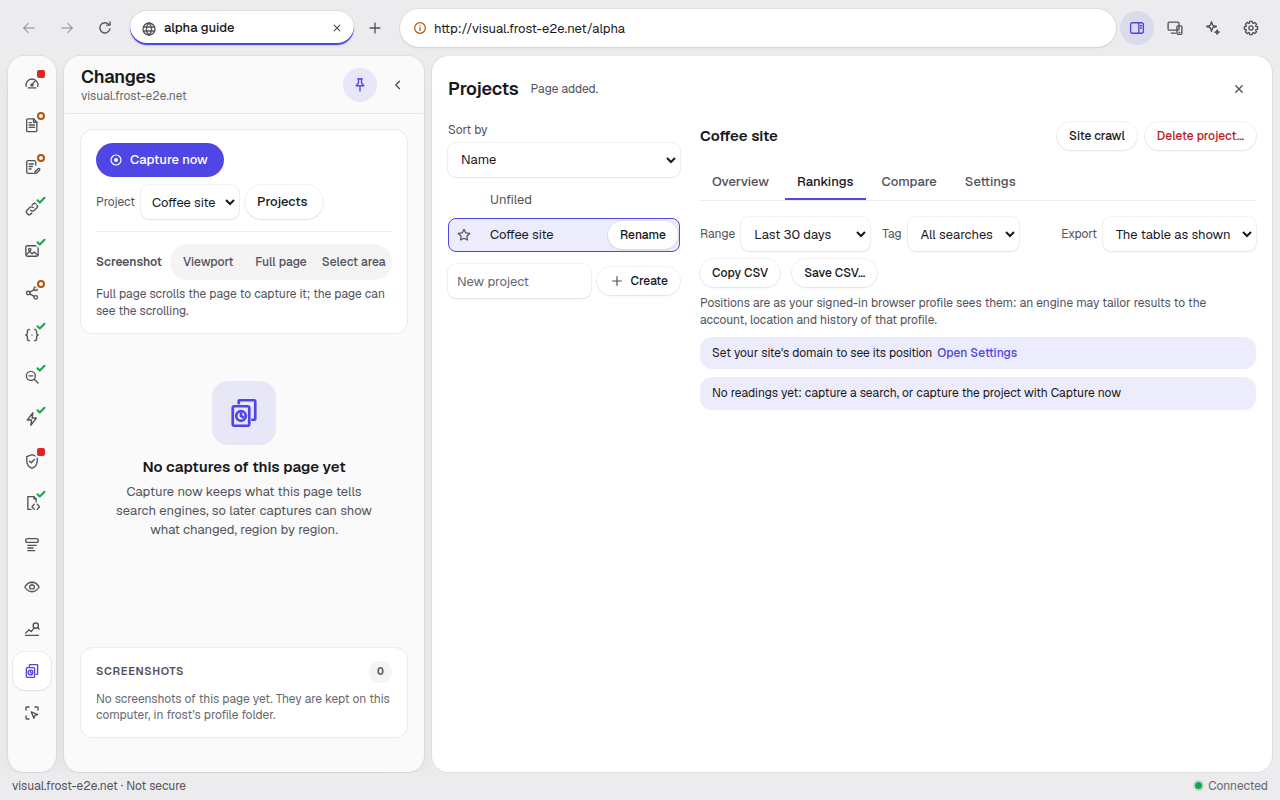 alpha guide
http://visual.frost-e2e.net/alpha
Changes
visual.frost-e2e.net
Capture now
Project
Coffee site
Projects
Screenshot
Viewport
Full page
Select area
Full page scrolls the page to capture it; the page can
see the scrolling.
No captures of this page yet
Capture now keeps what this page tells
search engines, so later captures can show
what changed, region by region.
SCREENSHOTS
0
No screenshots of this page yet. They are kept on this
computer, in frost's profile folder.
Projects
Page added.
Sort by
Name
Unfiled
Coffee site
Rename
New project
Create
Coffee site
Site crawl
Delete project…
Overview
Rankings
Compare
Settings
Range
Last 30 days
Tag
All searches
Export
The table as shown
Copy CSV
Save CSV…
Positions are as your signed-in browser profile sees them: an engine may tailor results to the
account, location and history of that profile.
Set your site's domain to see its position Open Settings
No readings yet: capture a search, or capture the project with Capture now
visual.frost-e2e.net · Not secure
Connected